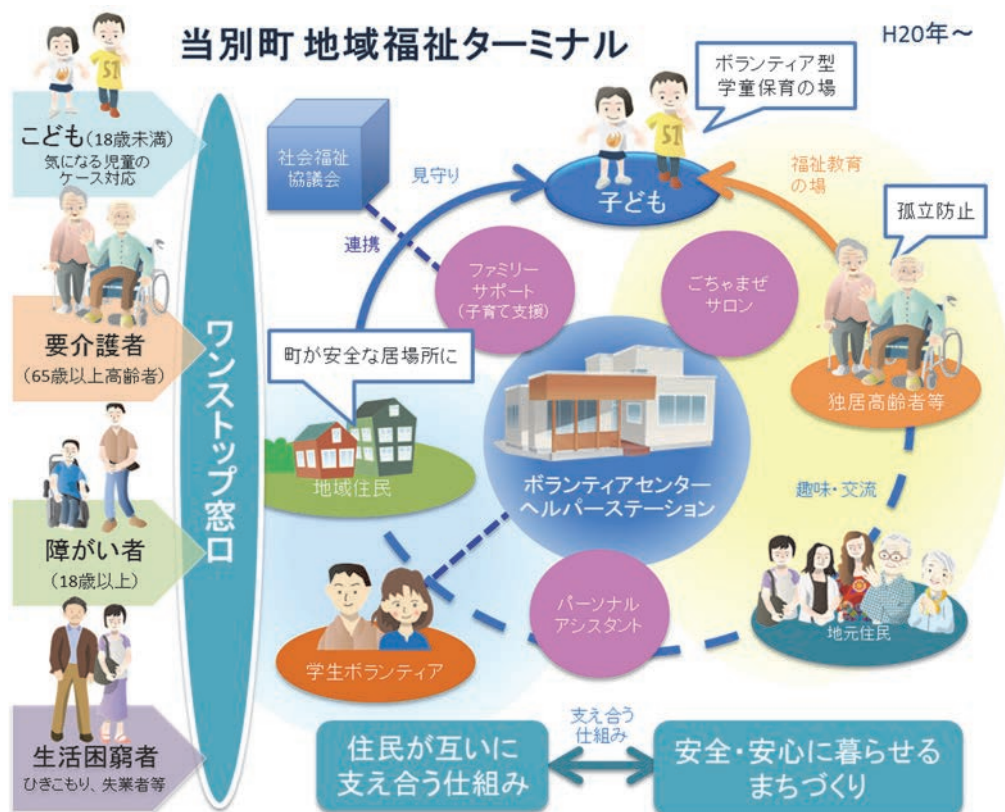 当別町 地域福祉ターミナル
H20年～
こども(18歳未満)
気になる児童の
ケース対応
要介護者
(65歳以上高齢者)
障がい者
(18歳以上)
生活困窮者
ひきこもり、失業者等
ワンストップ窓口
社会福祉
協議会
連携
見守り
ボランティア型
学童保育の場
子ども
福祉教育
の場
孤立防止
ファミリー
サポート
(子育て支援)
ごちゃまぜ
サロン
町が安全な居場所に
地域住民
独居高齢者等
ボランティアセンター
ヘルパーステーション
趣味・交流
パーソナル
アシスタント
学生ボランティア
地元住民
住民が互いに
支え合う仕組み
支え合う
仕組み
安全・安心に暮らせる
まちづくり